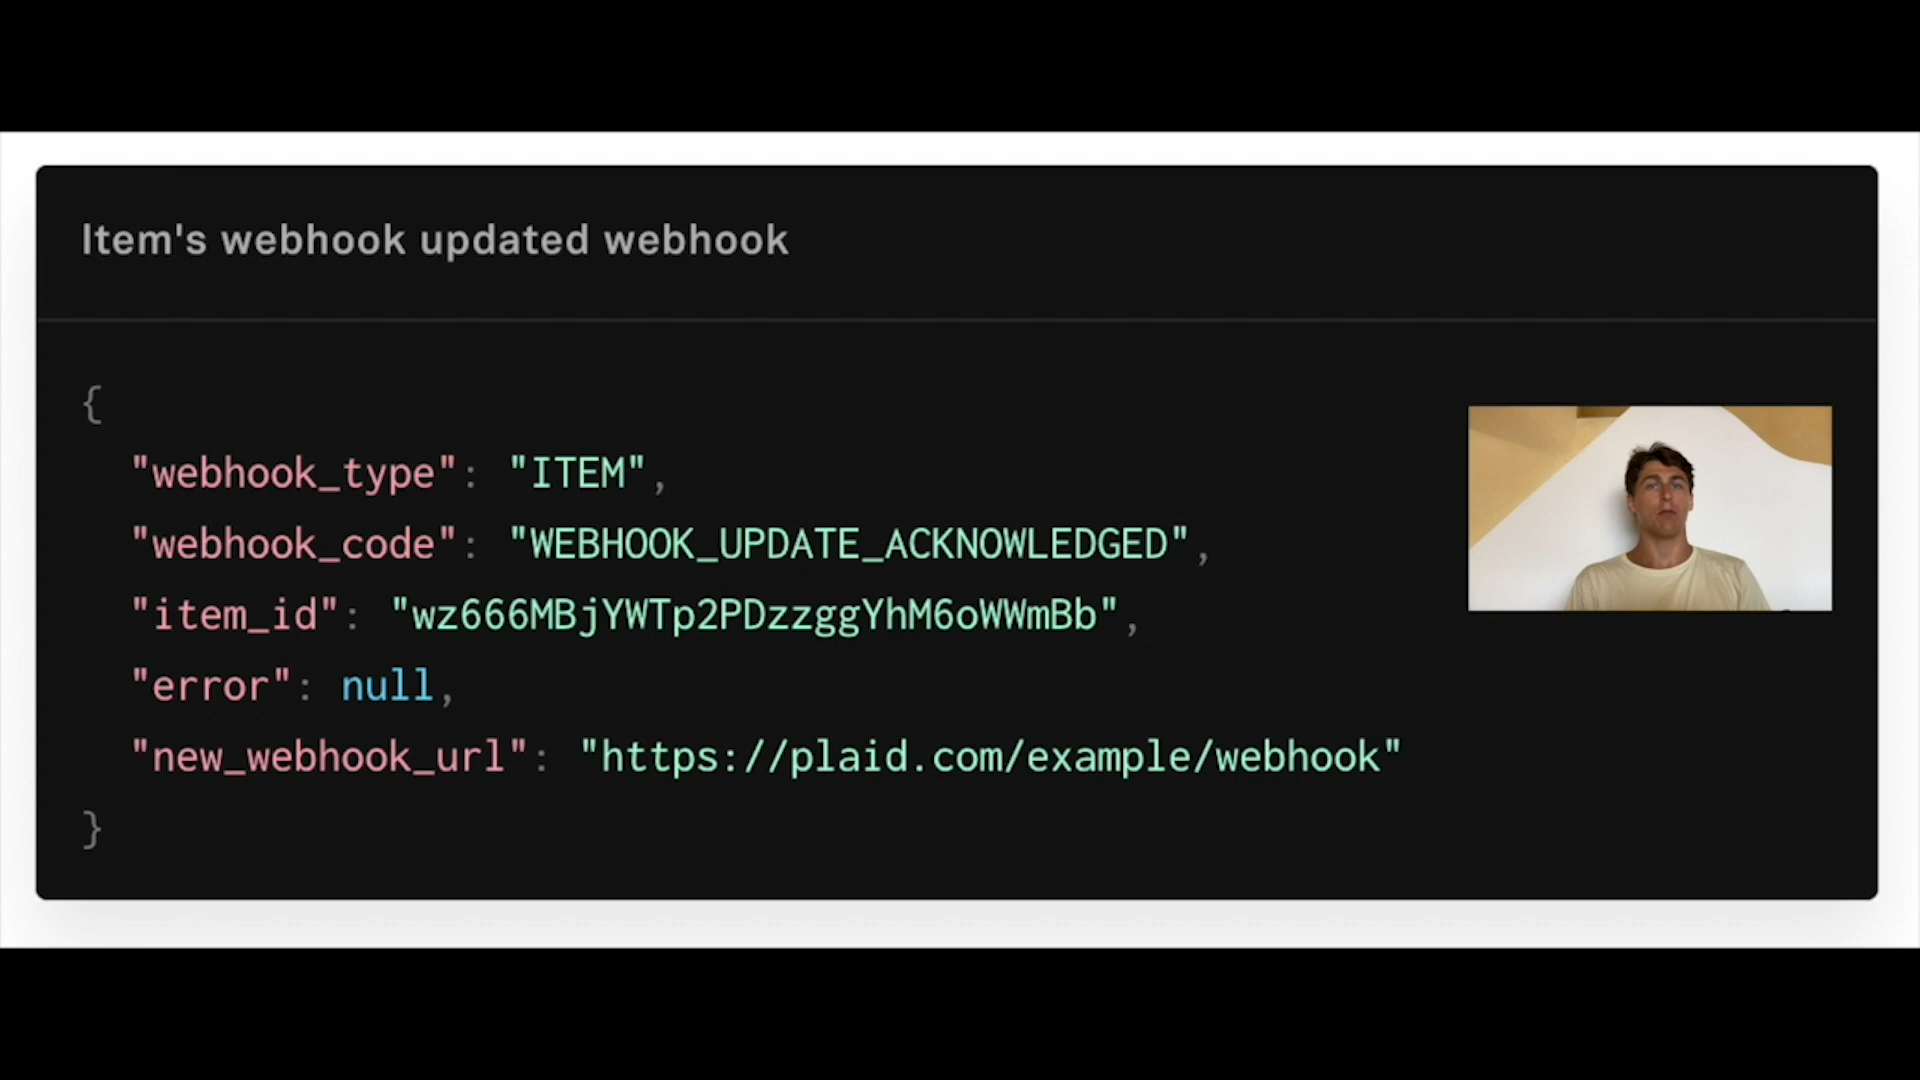 Item's webhook updated webhook
{
"webhook_type": "ITEM",
"webhook_code": "WEBHOOK_UPDATE_ACKNOWLEDGED",
"item_id": "wz666MBjYWTp2PDzzggYhM6oWWmBb",
"error": null,
"new_webhook_url": "https://plaid.com/example/webhook"
}